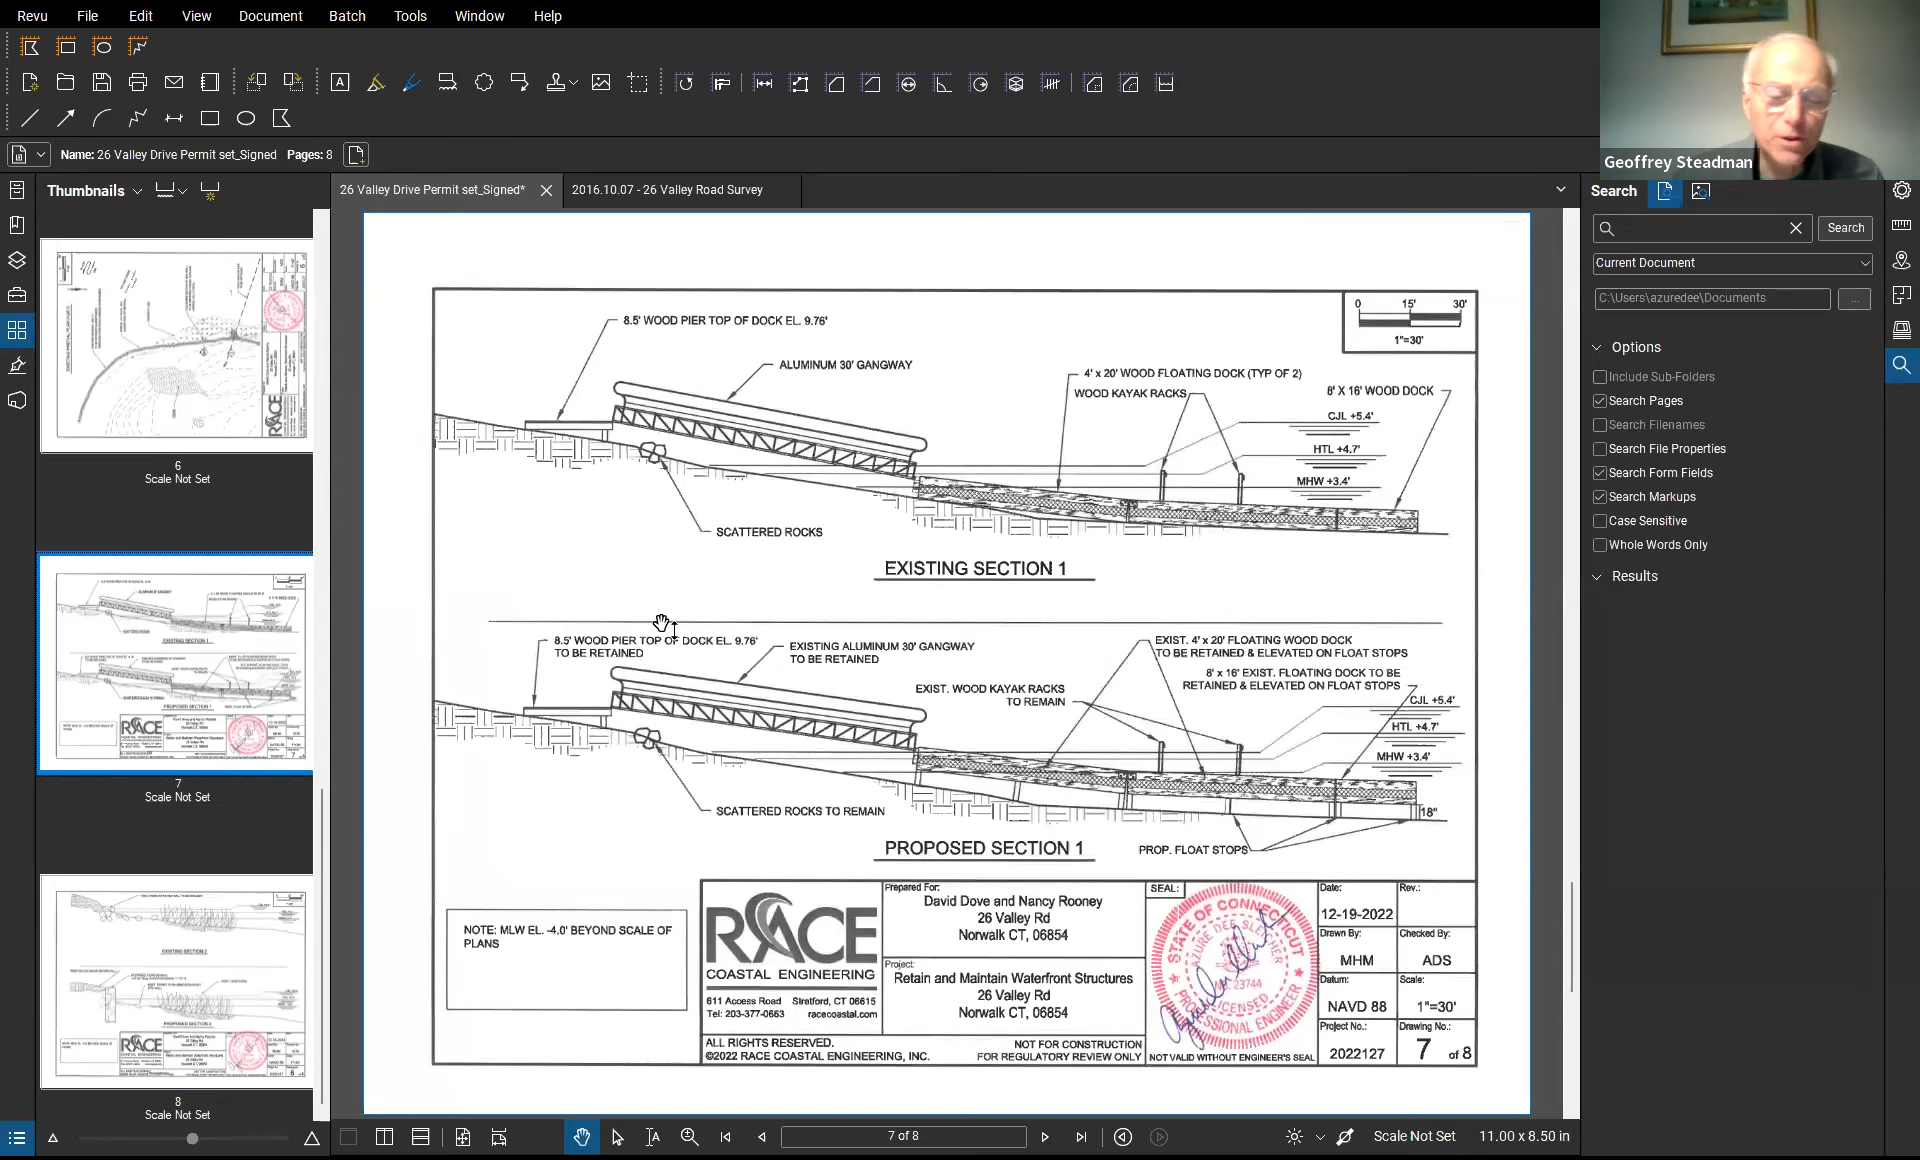 Revu File Edit View Document Batch Tools Window Help
Name: 26 Valley Drive Permit set_Signed Pages: 8
Thumbnails
26 Valley Drive Permit set_Signed*
2016.10.07 - 26 Valley Road Survey
Geoffrey Steadman
Search
Search
Current Document
C:\Users\azuredee\Documents
...
Options
Include Sub-Folders
Search Pages
Search Filenames
Search File Properties
Search Form Fields
Search Markups
Case Sensitive
Whole Words Only
Results
6
Scale Not Set
7
Scale Not Set
8
Scale Not Set
0 15' 30'
1"=30'
8.5' WOOD PIER TOP OF DOCK EL. 9.76'
ALUMINUM 30' GANGWAY
4' x 20' WOOD FLOATING DOCK (TYP OF 2)
WOOD KAYAK RACKS
8' X 16' WOOD DOCK
CJL +5.4'
HTL +4.7'
MHW +3.4'
SCATTERED ROCKS
EXISTING SECTION 1
8.5' WOOD PIER TOP OF DOCK EL. 9.76'
TO BE RETAINED
EXISTING ALUMINUM 30' GANGWAY
TO BE RETAINED
EXIST. WOOD KAYAK RACKS
TO REMAIN
EXIST. 4' x 20' FLOATING WOOD DOCK
TO BE RETAINED & ELEVATED ON FLOAT STOPS
8' x 16' EXIST. FLOATING DOCK TO BE
RETAINED & ELEVATED ON FLOAT STOPS
CJL +5.4'
HTL +4.7'
MHW +3.4'
18"
SCATTERED ROCKS TO REMAIN
PROPOSED SECTION 1
PROP. FLOAT STOPS
NOTE: MLW EL. -4.0' BEYOND SCALE OF
PLANS
RACE
COASTAL ENGINEERING
611 Access Road Stratford, CT 06615
Tel: 203-377-0663 racecoastal.com
ALL RIGHTS RESERVED.
©2022 RACE COASTAL ENGINEERING, INC.
Prepared For:
David Dove and Nancy Rooney
26 Valley Rd
Norwalk CT, 06854
Project:
Retain and Maintain Waterfront Structures
26 Valley Rd
Norwalk CT, 06854
NOT FOR CONSTRUCTION
FOR REGULATORY REVIEW ONLY
SEAL:
STATE OF CONNECTICUT
No. 23744
LICENSED
PROFESSIONAL ENGINEER
NOT VALID WITHOUT ENGINEER'S SEAL
Date:
12-19-2022
Rev.:
Drawn By:
MHM
Checked By:
ADS
Datum:
NAVD 88
Scale:
1"=30'
Project No.:
2022127
Drawing No.:
7 of 8
7 of 8
Scale Not Set
11.00 x 8.50 in